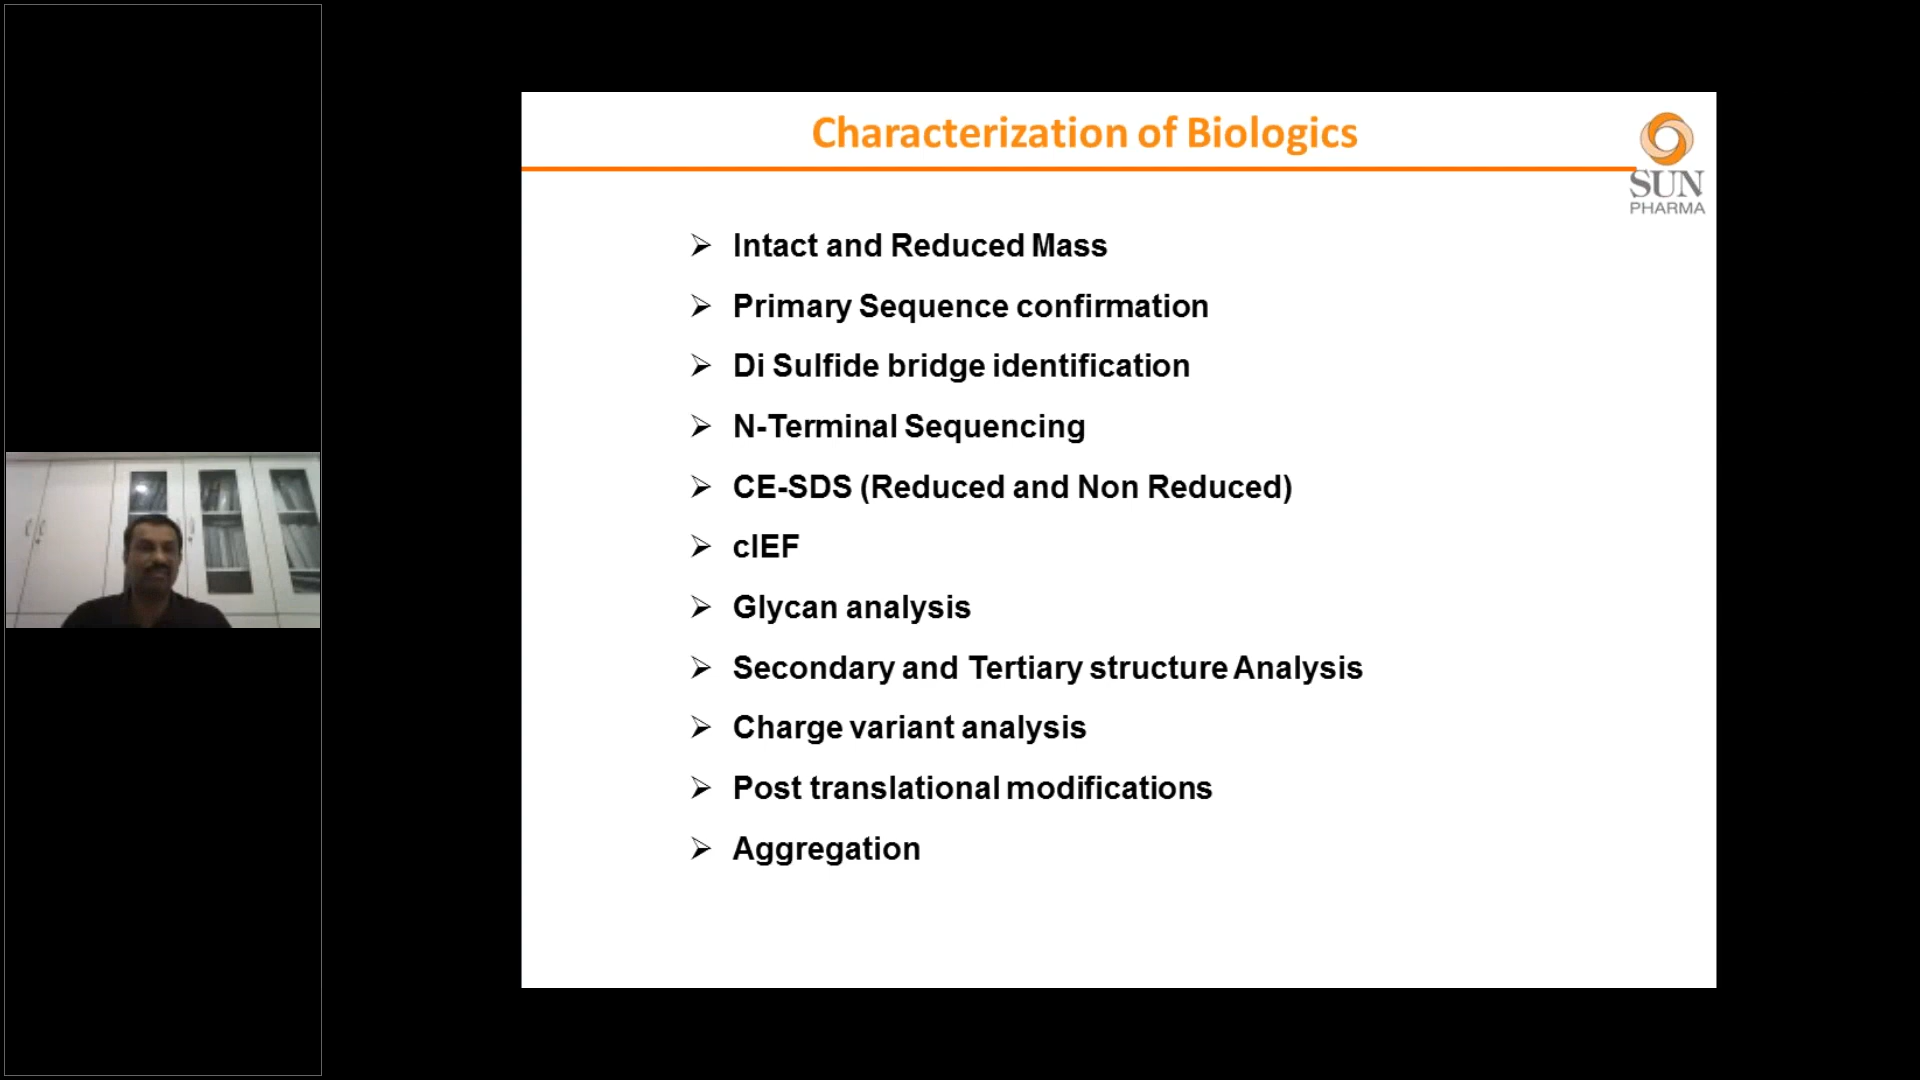 Characterization of Biologics
SUN
PHARMA
➢ Intact and Reduced Mass
➢ Primary Sequence confirmation
➢ Di Sulfide bridge identification
➢ N-Terminal Sequencing
➢ CE-SDS (Reduced and Non Reduced)
➢ cIEF
➢ Glycan analysis
➢ Secondary and Tertiary structure Analysis
➢ Charge variant analysis
➢ Post translational modifications
➢ Aggregation